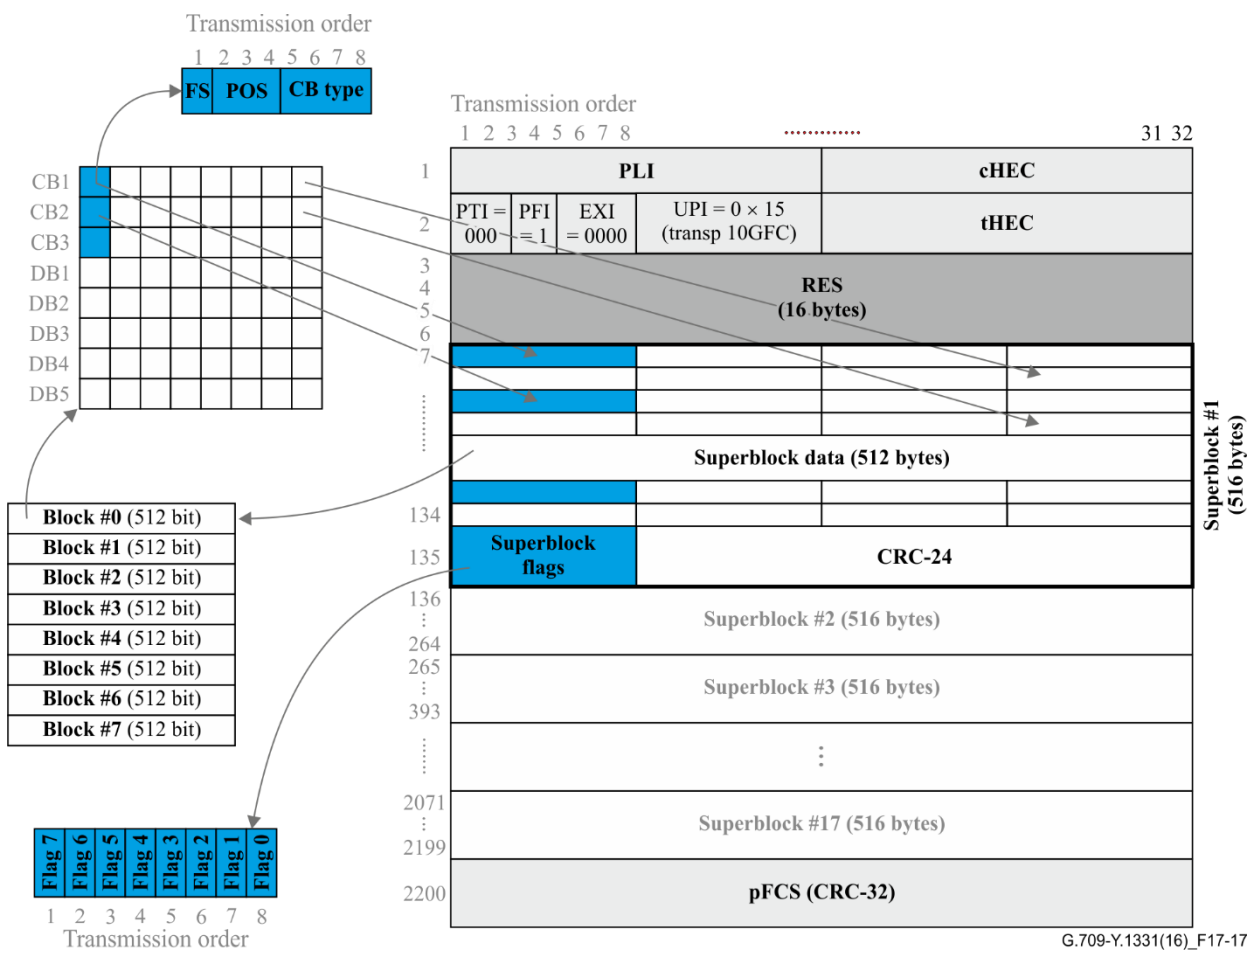 Transmission order
1 2 3 4 5 6 7 8
FS POS CB type
CB1
CB2
CB3
DB1
DB2
DB3
DB4
DB5
Block #0 (512 bit)
Block #1 (512 bit)
Block #2 (512 bit)
Block #3 (512 bit)
Block #4 (512 bit)
Block #5 (512 bit)
Block #6 (512 bit)
Block #7 (512 bit)
Flag 7 Flag 6 Flag 5 Flag 4 Flag 3 Flag 2 Flag 1 Flag 0
1 2 3 4 5 6 7 8
Transmission order
Transmission order
1 2 3 4 5 6 7 8 31 32
1 PLI cHEC
2 PTI = 000 PFI = 1 EXI = 0000 UPI = 0 × 15 (transp 10GFC) tHEC
3
4
5
6
RES
(16 bytes)
7
Superblock data (512 bytes)
134
135 Superblock flags CRC-24
Superblock #1
(516 bytes)
136
264
Superblock #2 (516 bytes)
265
393
Superblock #3 (516 bytes)
2071
2199
Superblock #17 (516 bytes)
2200 pFCS (CRC-32)
G.709-Y.1331(16)_F17-17